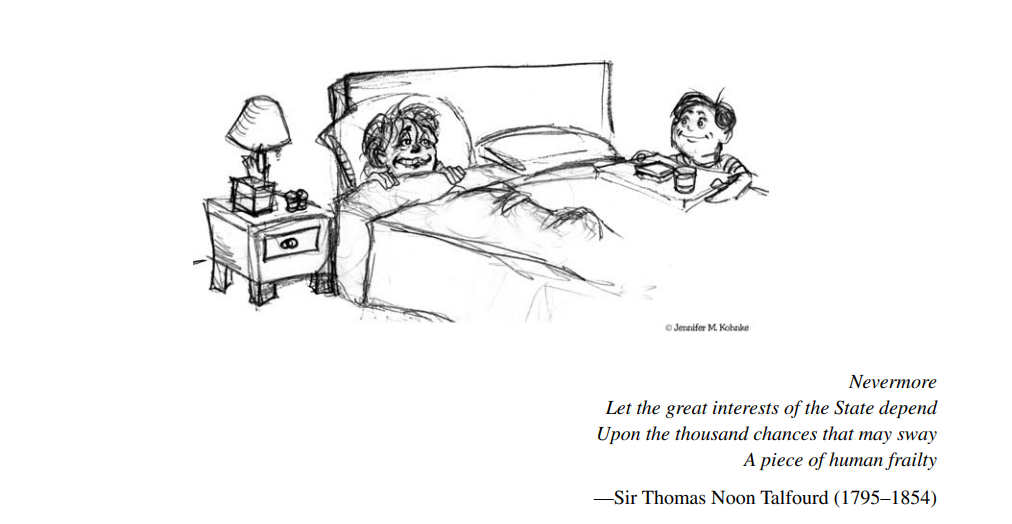 © Jennifer M. Kohnke
Nevermore
Let the great interests of the State depend
Upon the thousand chances that may sway
A piece of human frailty
—Sir Thomas Noon Talfourd (1795–1854)